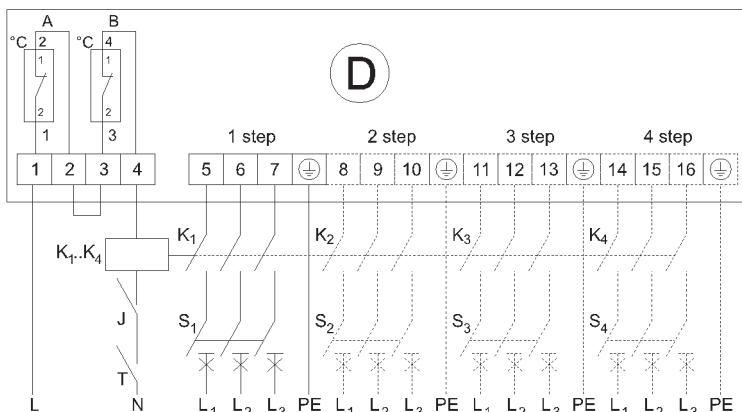 A B
°C 2 °C 4
1 1
2 2
1 3
D
1 step 2 step 3 step 4 step
1 2 3 4 5 6 7 8 9 10 11 12 13 14 15 16
K₁ K₂ K₃ K₄
K₁..K₄
J S₁ S₂ S₃ S₄
T
L N L₁ L₂ L₃ PE L₁ L₂ L₃ PE L₁ L₂ L₃ PE L₁ L₂ L₃ PE